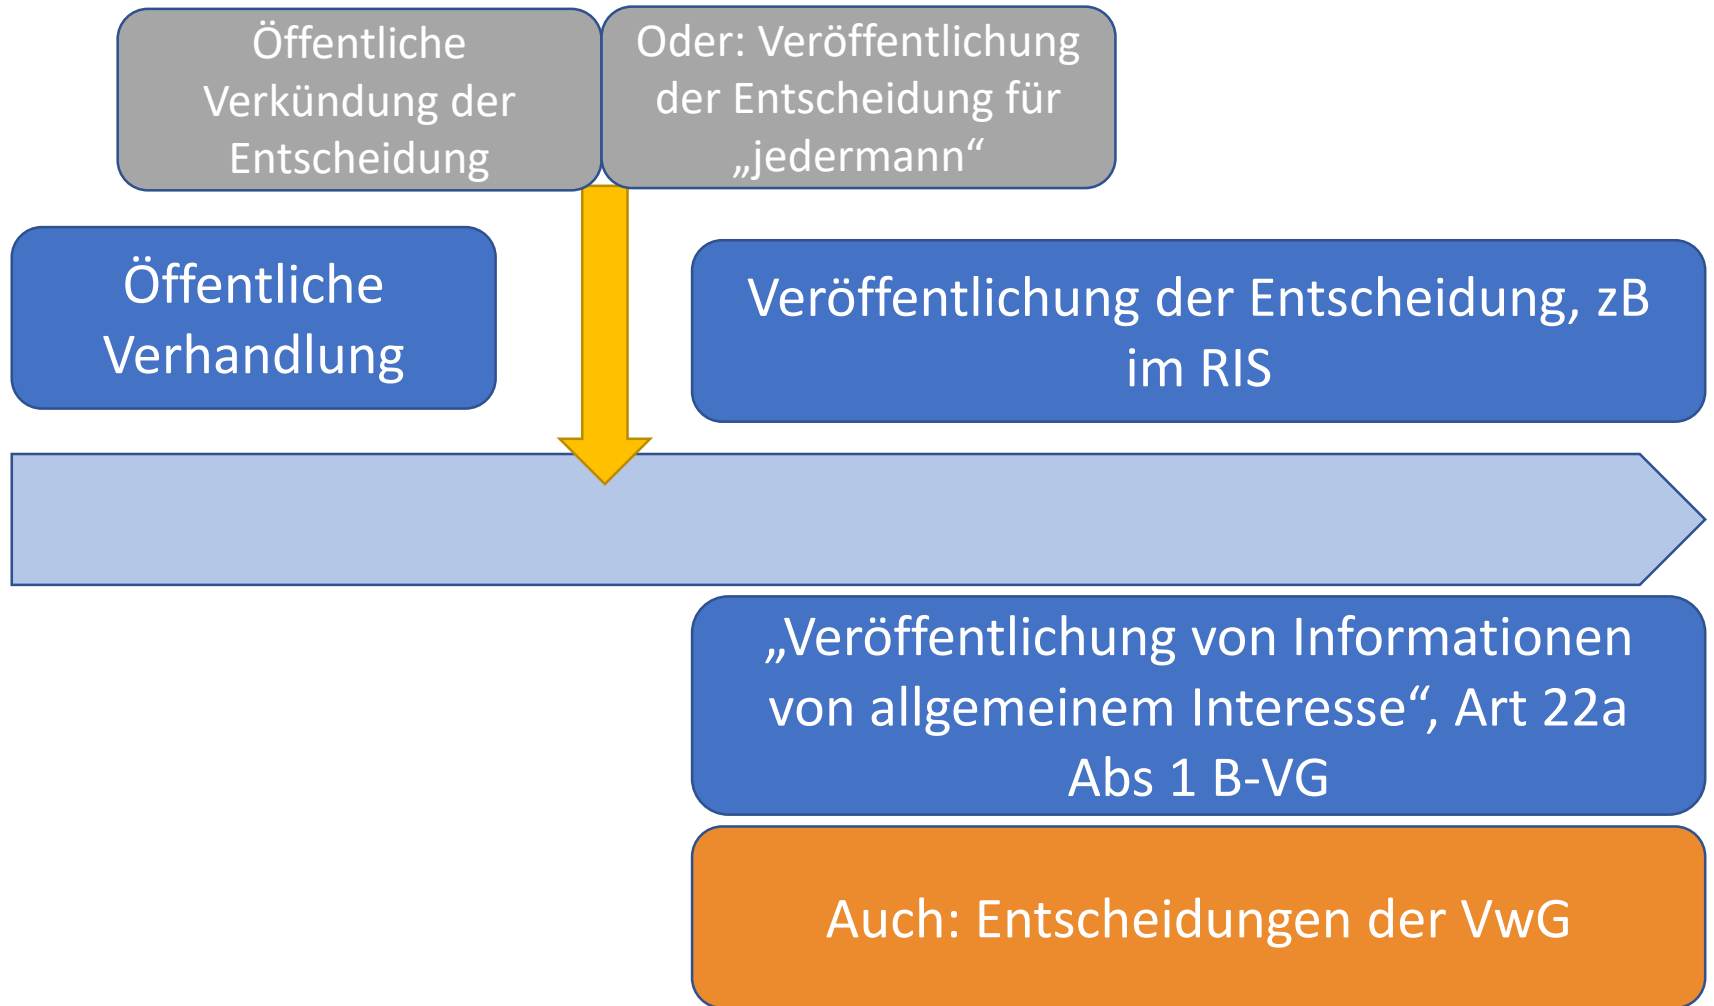 Öffentliche
Verkündung der
Entscheidung
Oder: Veröffentlichung
der Entscheidung für
„jedermann“
Öffentliche
Verhandlung
Veröffentlichung der Entscheidung, zB
im RIS
„Veröffentlichung von Informationen
von allgemeinem Interesse“, Art 22a
Abs 1 B-VG
Auch: Entscheidungen der VwG